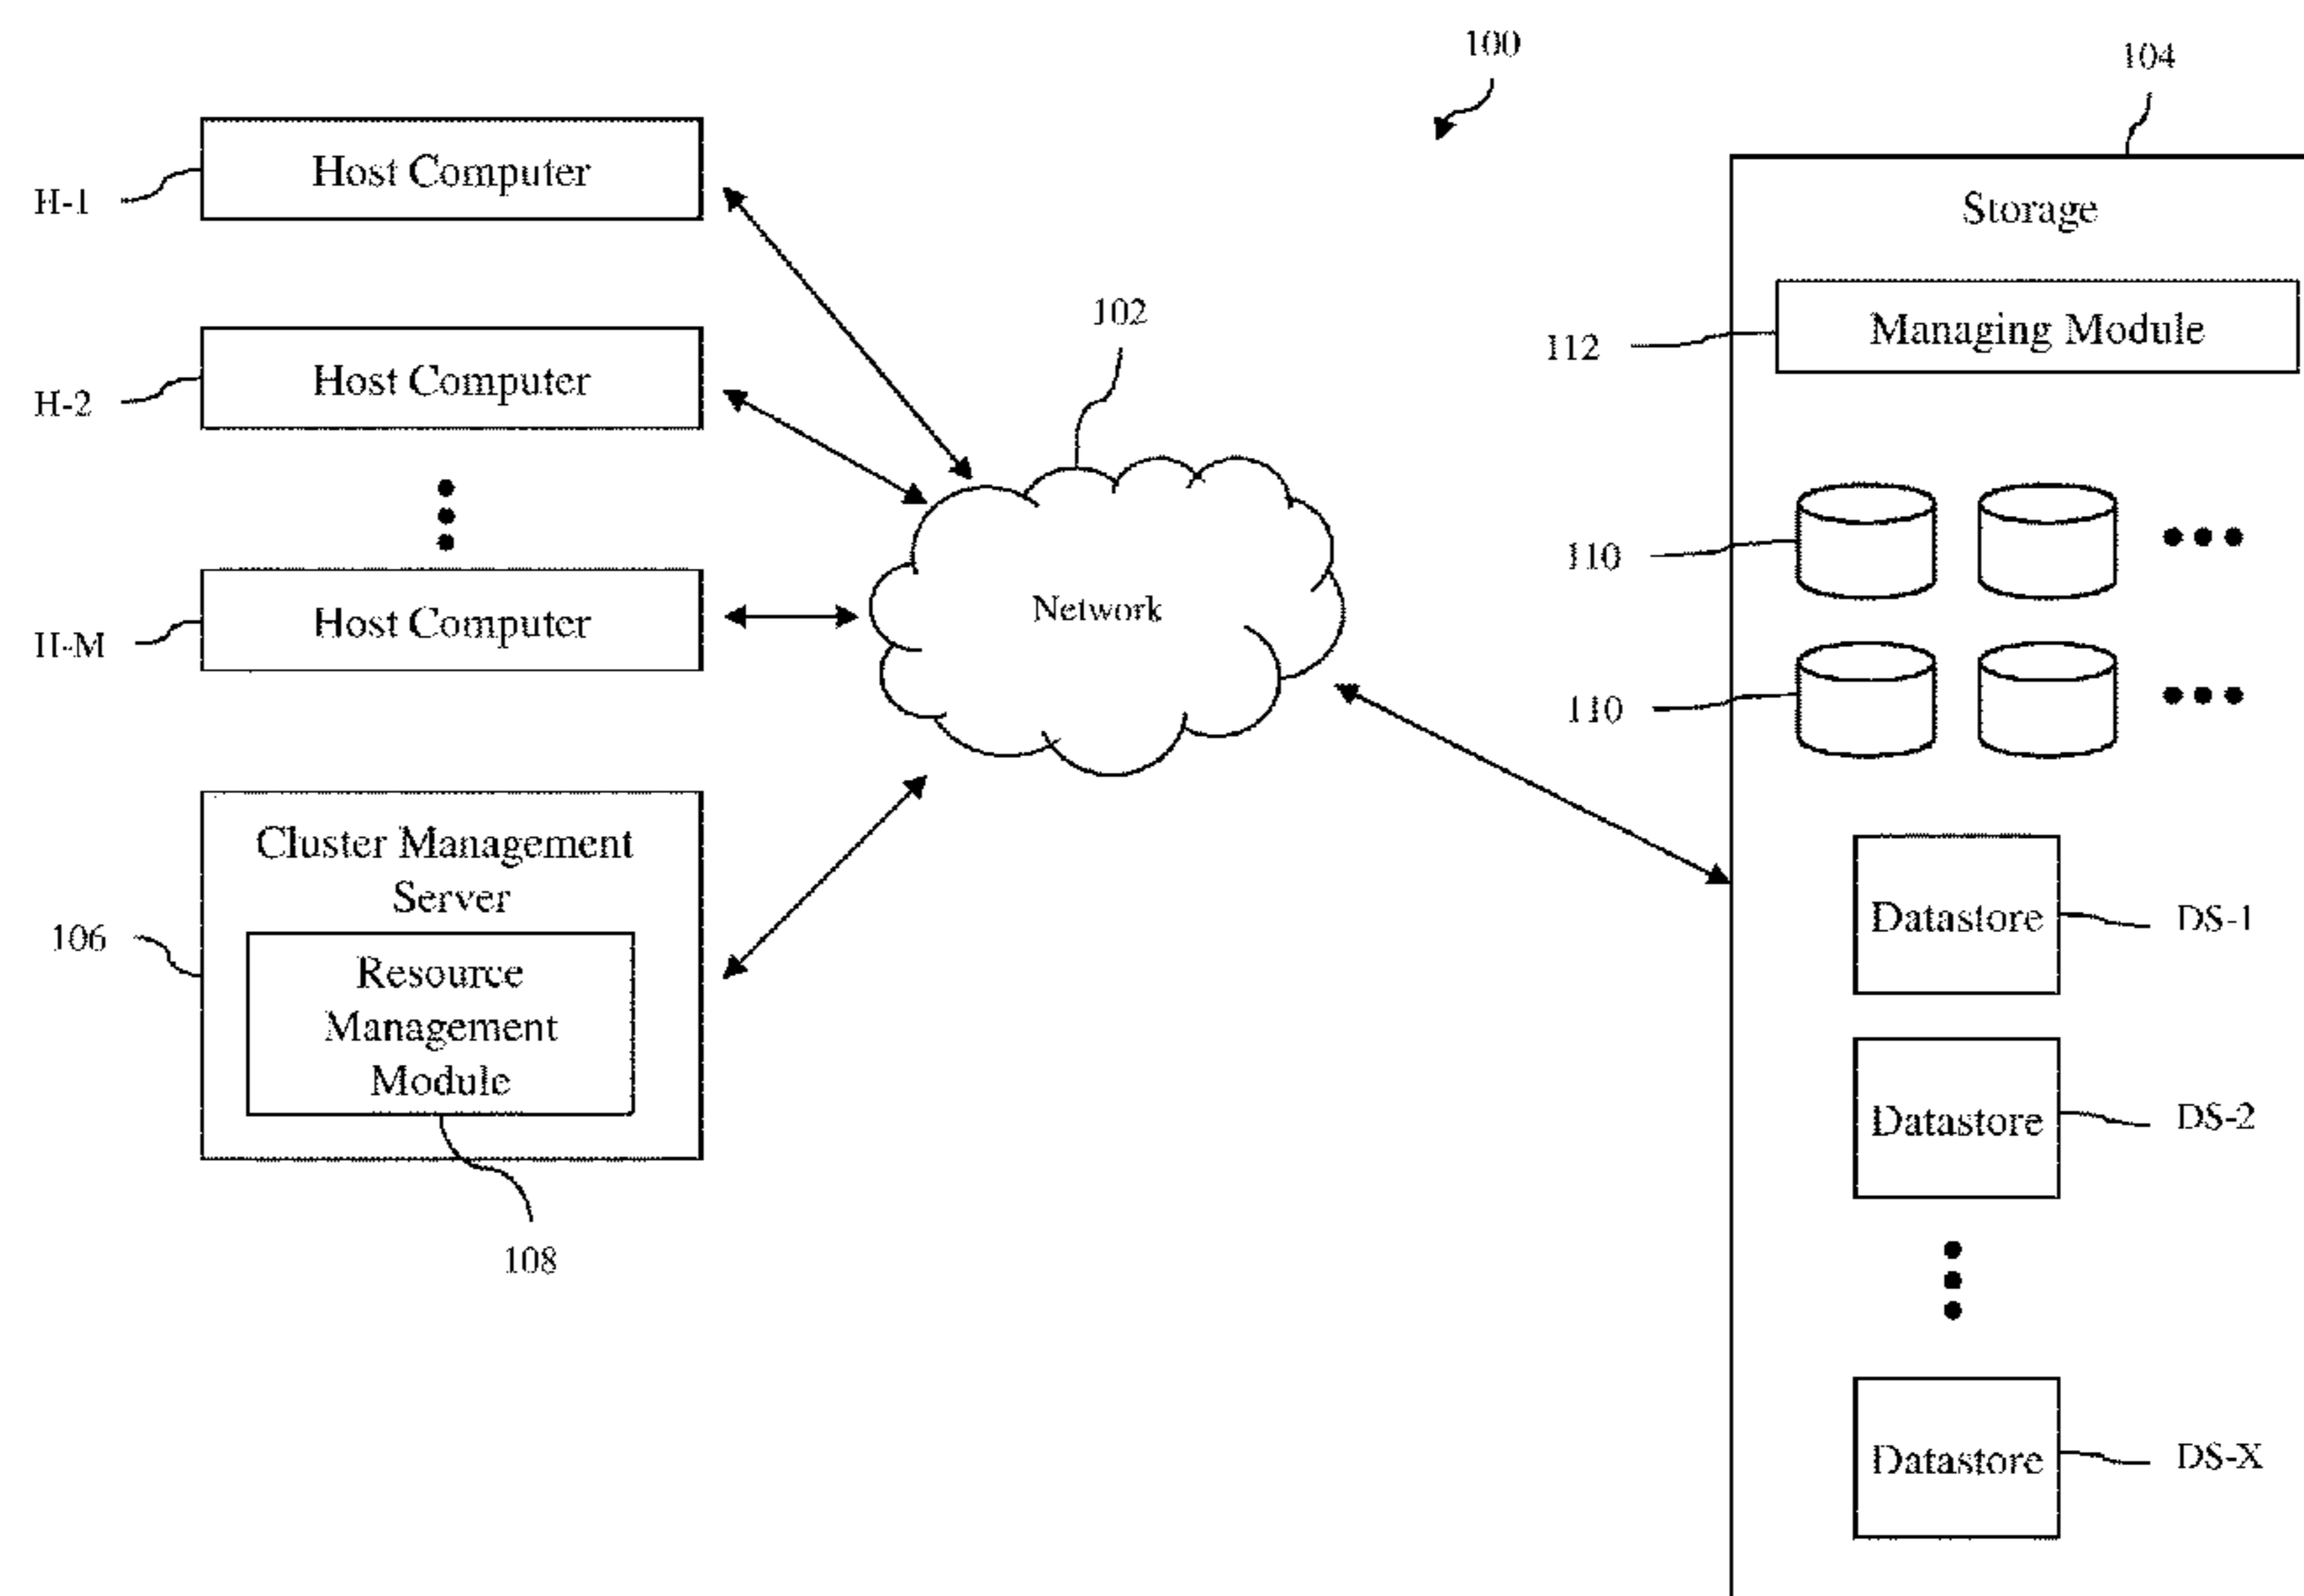 100
104
Host Computer
H-1
Storage
Managing Module
112
102
Host Computer
H-2
110
Network
Host Computer
H-M
110
Cluster Management
Server
106
Resource
Management
Module
108
Datastore
DS-1
Datastore
DS-2
Datastore
DS-X